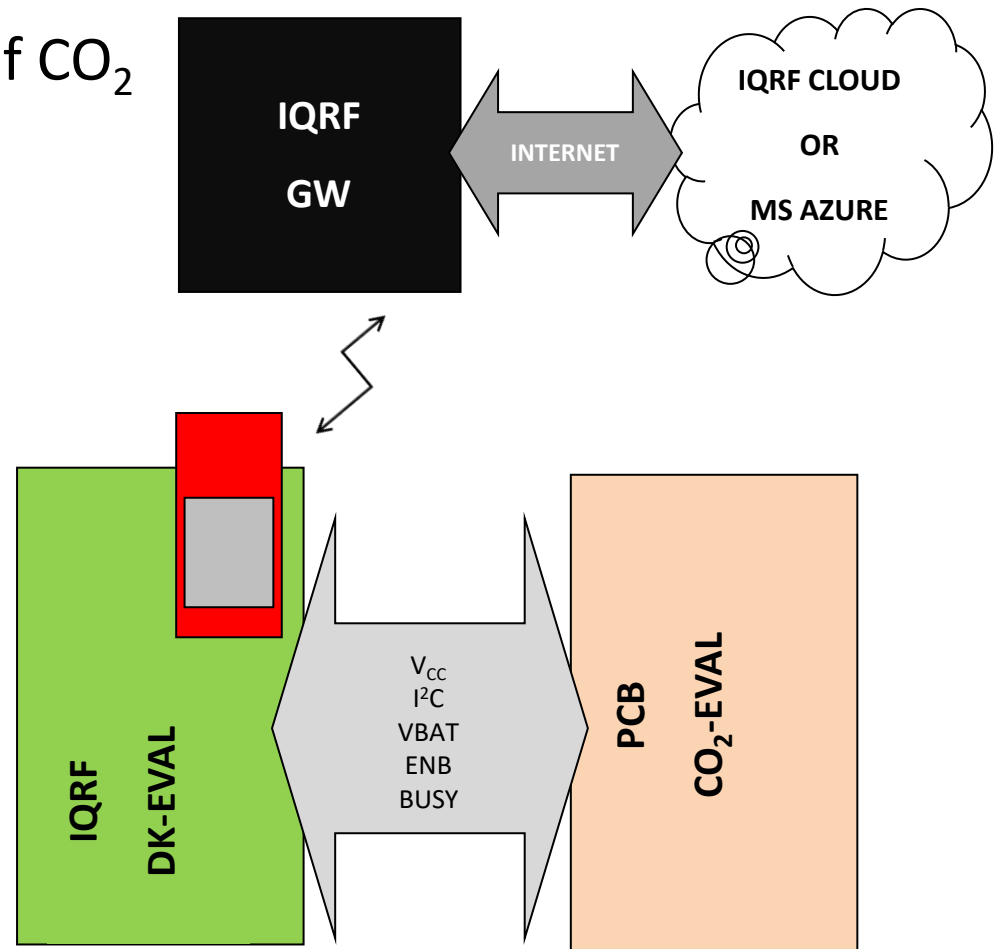 f CO₂
IQRF
GW
INTERNET
IQRF CLOUD
OR
MS AZURE
IQRF
DK-EVAL
V_CC
I²C
VBAT
ENB
BUSY
PCB
CO₂-EVAL